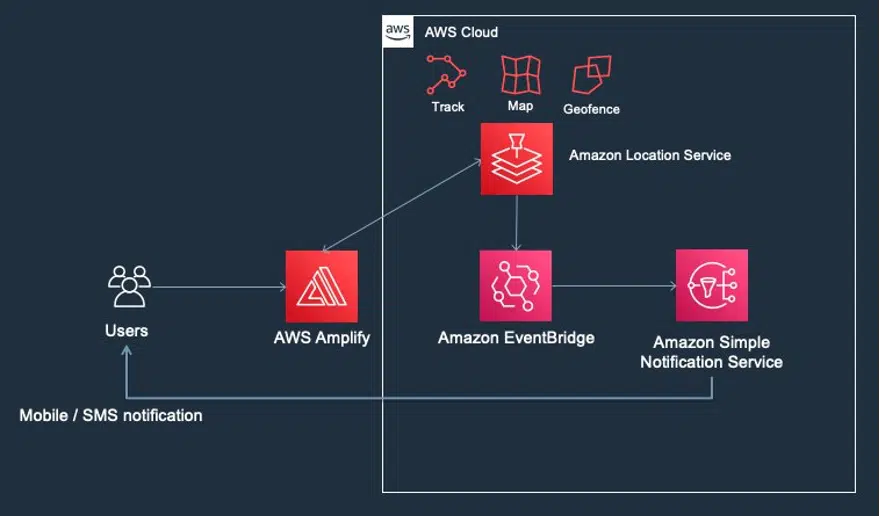 aws
AWS Cloud
Track
Map
Geofence
Amazon Location Service
Users
AWS Amplify
Amazon EventBridge
Amazon Simple
Notification Service
Mobile / SMS notification